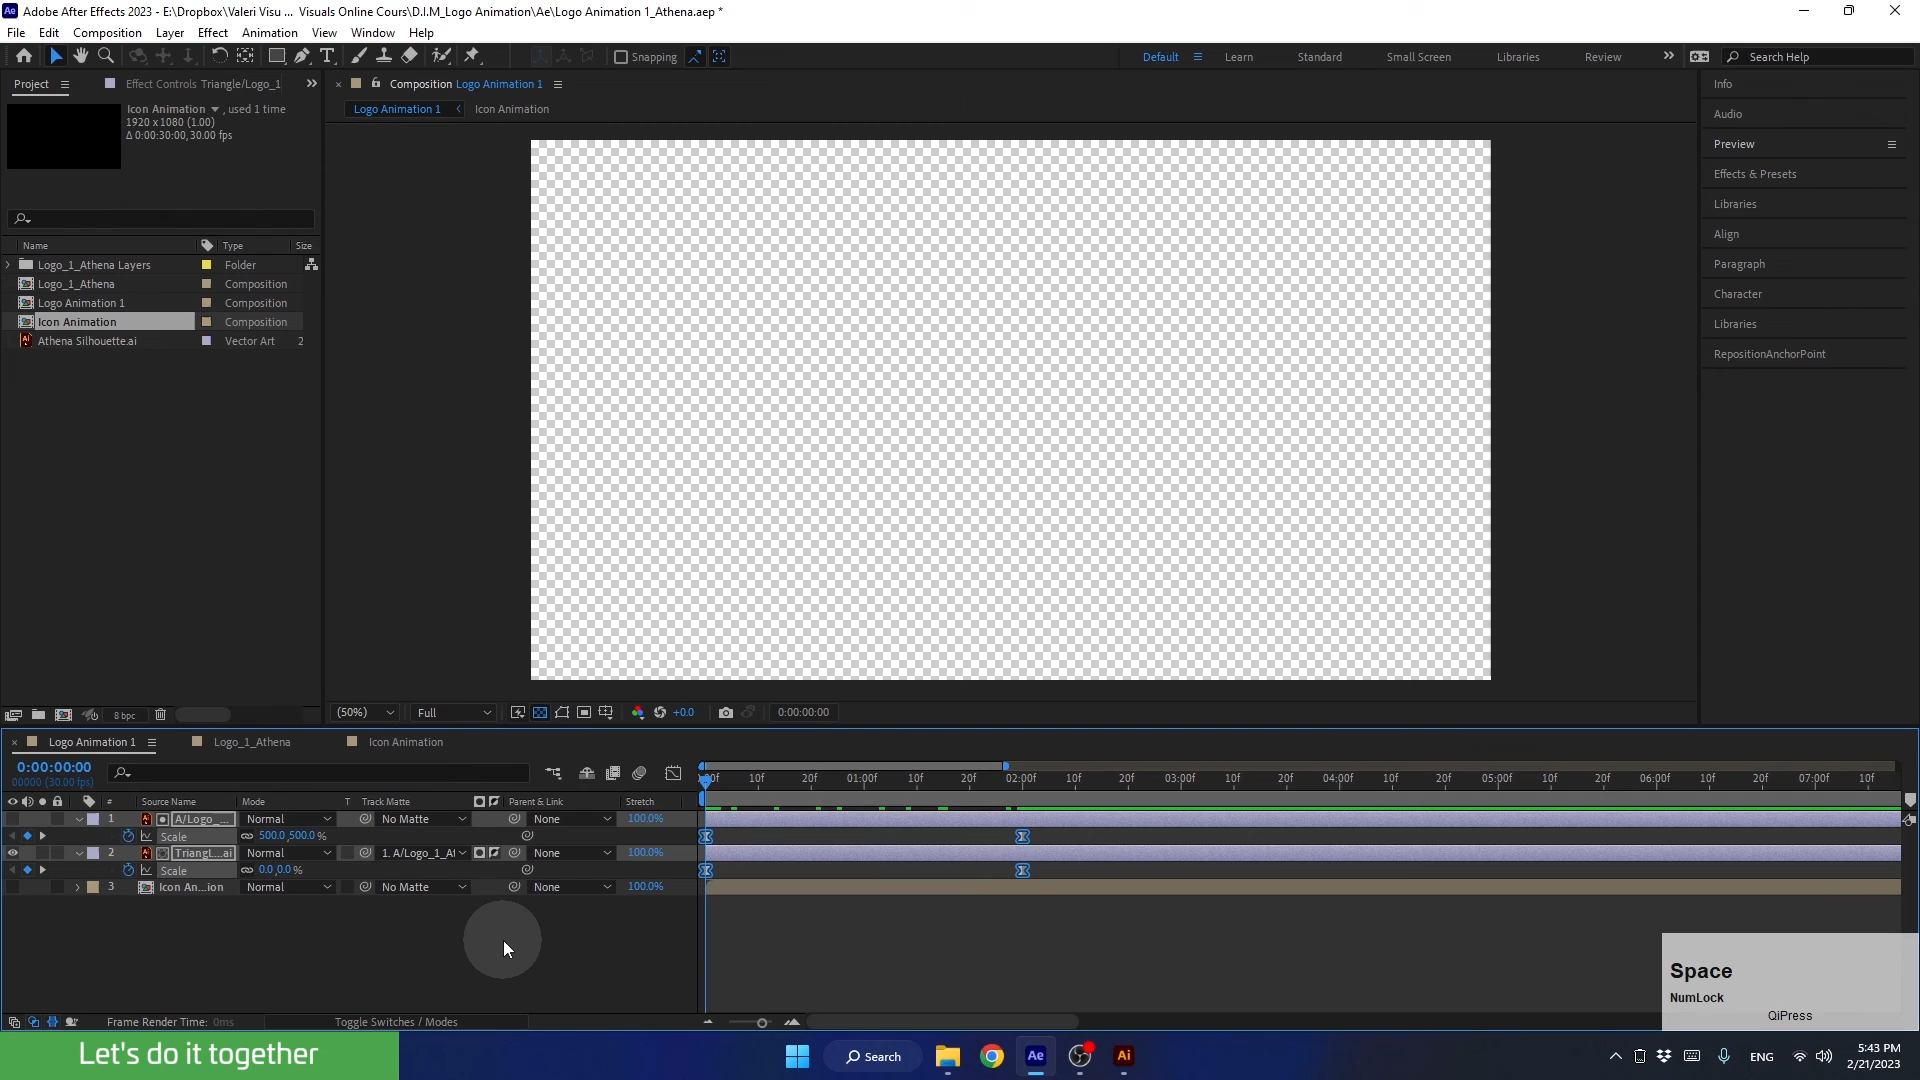 Adobe After Effects 2023 - E:\Dropbox\Valeri Visu ... Visuals Online Cours\D.I.M_Logo Animation\Ae\Logo Animation 1_Athena.aep *
File Edit Composition Layer Effect Animation View Window Help
Snapping
Default Learn Standard Small Screen Libraries Review
Search Help
Project Effect Controls Triangle/Logo_1
Icon Animation , used 1 time
1920 x 1080 (1.00)
Δ 0:00:30:00, 30.00 fps
Name Type Size
Logo_1_Athena Layers Folder
Logo_1_Athena Composition
Logo Animation 1 Composition
Icon Animation Composition
Athena Silhouette.ai Vector Art 2
8 bpc
Composition Logo Animation 1
Logo Animation 1 Icon Animation
(50%) Full +0.0 0:00:00:00
Info
Audio
Preview
Effects & Presets
Libraries
Align
Paragraph
Character
Libraries
RepositionAnchorPoint
Logo Animation 1 Logo_1_Athena Icon Animation
0:00:00:00
00000 (30.00 fps)
:00f 10f 20f 01:00f 10f 20f 02:00f 10f 20f 03:00f 10f 20f 04:00f 10f 20f 05:00f 10f 20f 06:00f 10f 20f 07:00f 10f
# Source Name Mode T Track Matte Parent & Link Stretch
1 A/Logo_... Normal No Matte None 100.0%
Scale 500.0,500.0%
2 Triangl....ai Normal 1. A/Logo_1_At None 100.0%
Scale 0.0,0.0%
3 Icon An...ion Normal No Matte None 100.0%
Frame Render Time: 0ms Toggle Switches / Modes
Space
NumLock
QiPress
Let's do it together
Search
Ae
Ai
ENG
5:43 PM
2/21/2023